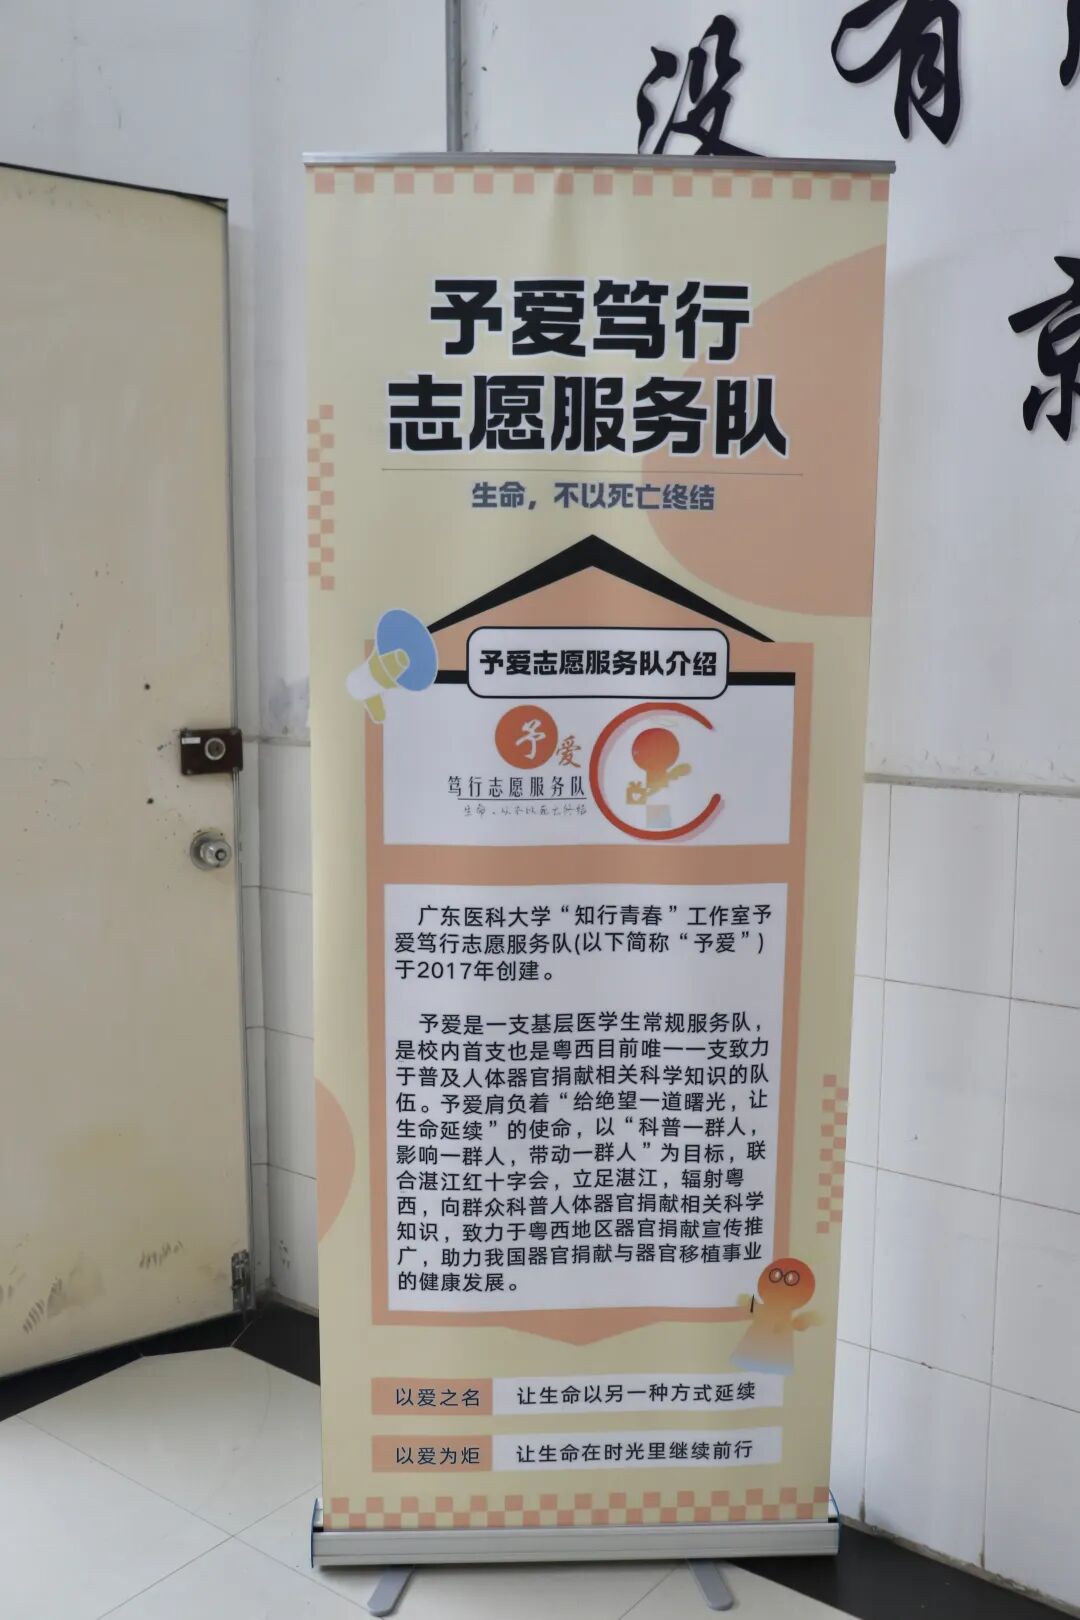 没有
京
予爱笃行
志愿服务队
生命，不以死亡终结
予爱志愿服务队介绍
予爱
笃行志愿服务队
生命，从不以死亡终结
广东医科大学“知行青春”工作室予
爱笃行志愿服务队(以下简称“予爱”)
于2017年创建。
予爱是一支基层医学生常规服务队，
是校内首支也是粤西目前唯一一支致力
于普及人体器官捐献相关科学知识的队
伍。予爱肩负着“给绝望一道曙光，让
生命延续”的使命，以“科普一群人，
影响一群人，带动一群人”为目标，联
合湛江红十字会，立足湛江，辐射粤
西，向群众科普人体器官捐献相关科学
知识，致力于粤西地区器官捐献宣传推
广，助力我国器官捐献与器官移植事业
的健康发展。
以爱之名 让生命以另一种方式延续
以爱为炬 让生命在时光里继续前行